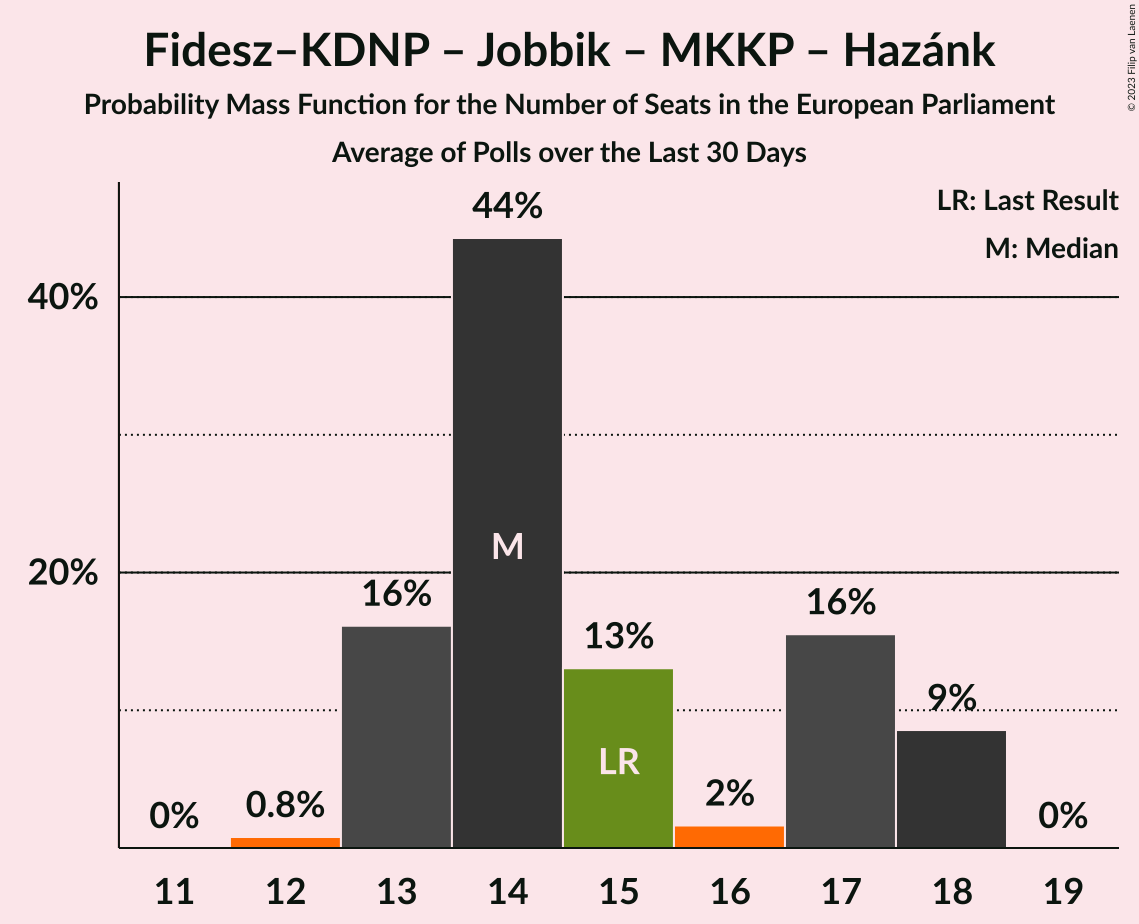 Fidesz–KDNP – Jobbik – MKKP – Hazánk
Probability Mass Function for the Number of Seats in the European Parliament
Average of Polls over the Last 30 Days
© 2023 Filip van Laenen
LR: Last Result
M: Median
40%
20%
0%
0.8%
16%
44%
13%
2%
16%
9%
0%
M
LR
11 12 13 14 15 16 17 18 19